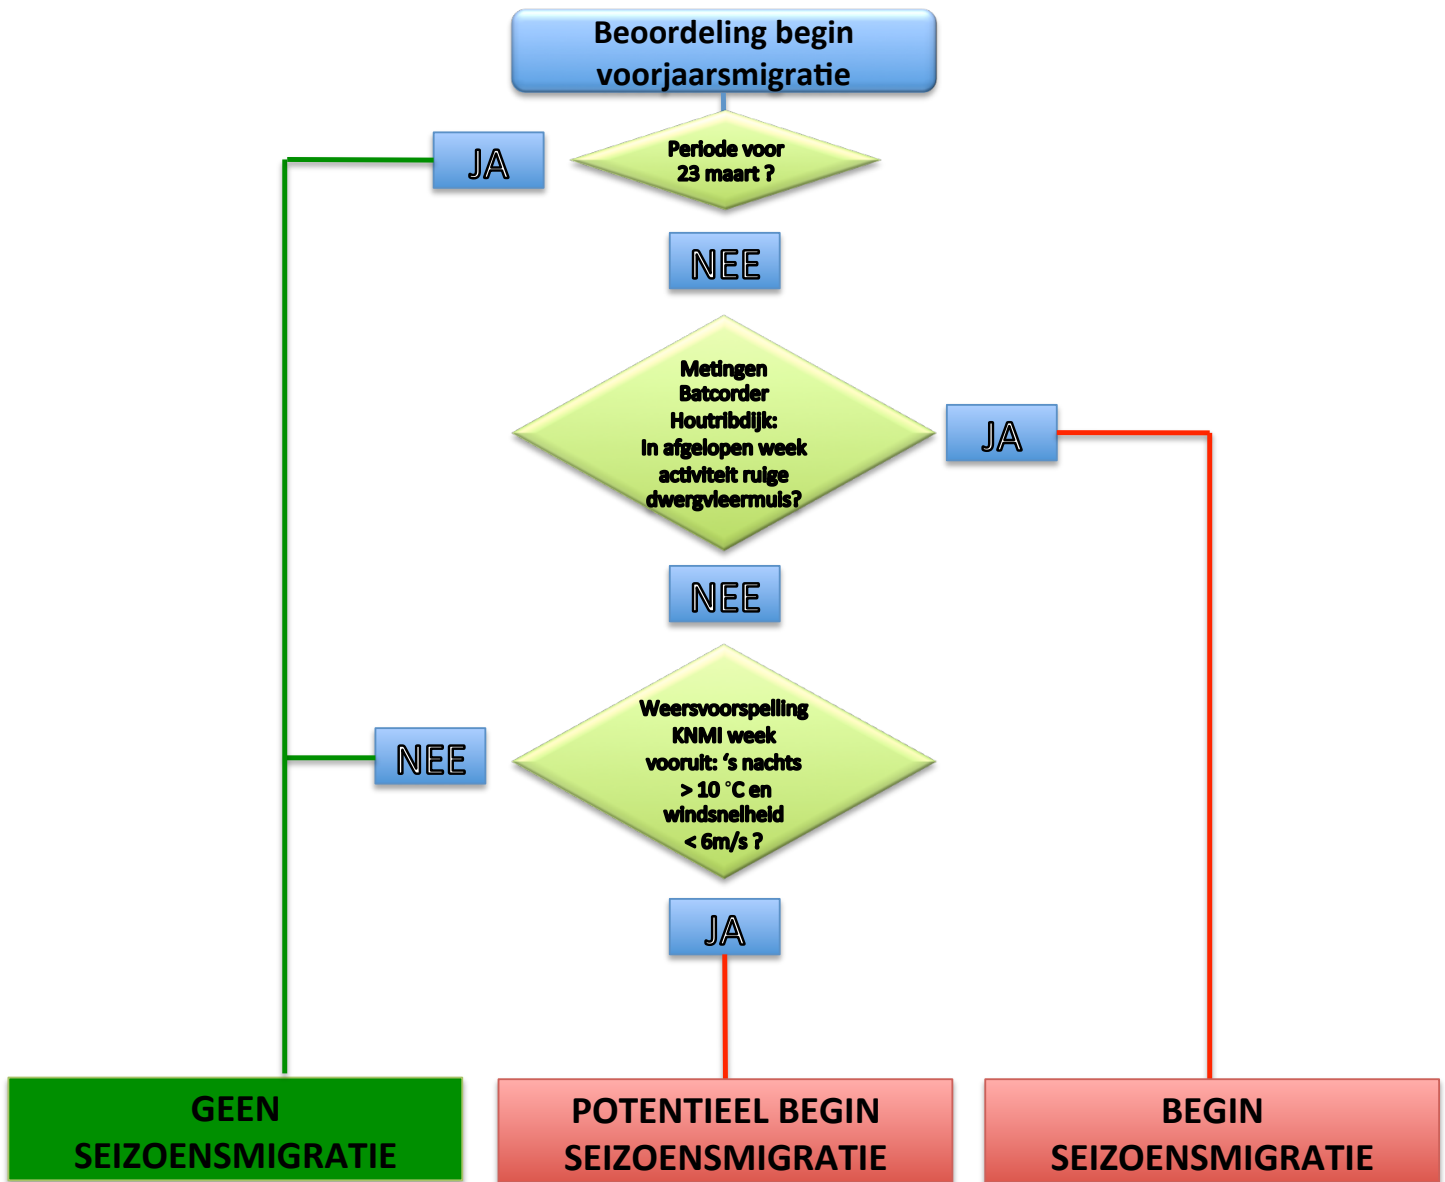 Beoordeling begin
voorjaarsmigratie
JA
Periode voor
23 maart ?
NEE
Metingen
Batcorder
Houtribdijk:
In afgelopen week
activiteit ruige
dwergvleermuis?
JA
NEE
Weersvoorspelling
KNMI week
vooruit: ‘s nachts
> 10 °C en
windsnelheid
< 6m/s ?
NEE
JA
GEEN
SEIZOENSMIGRATIE
POTENTIEEL BEGIN
SEIZOENSMIGRATIE
BEGIN
SEIZOENSMIGRATIE